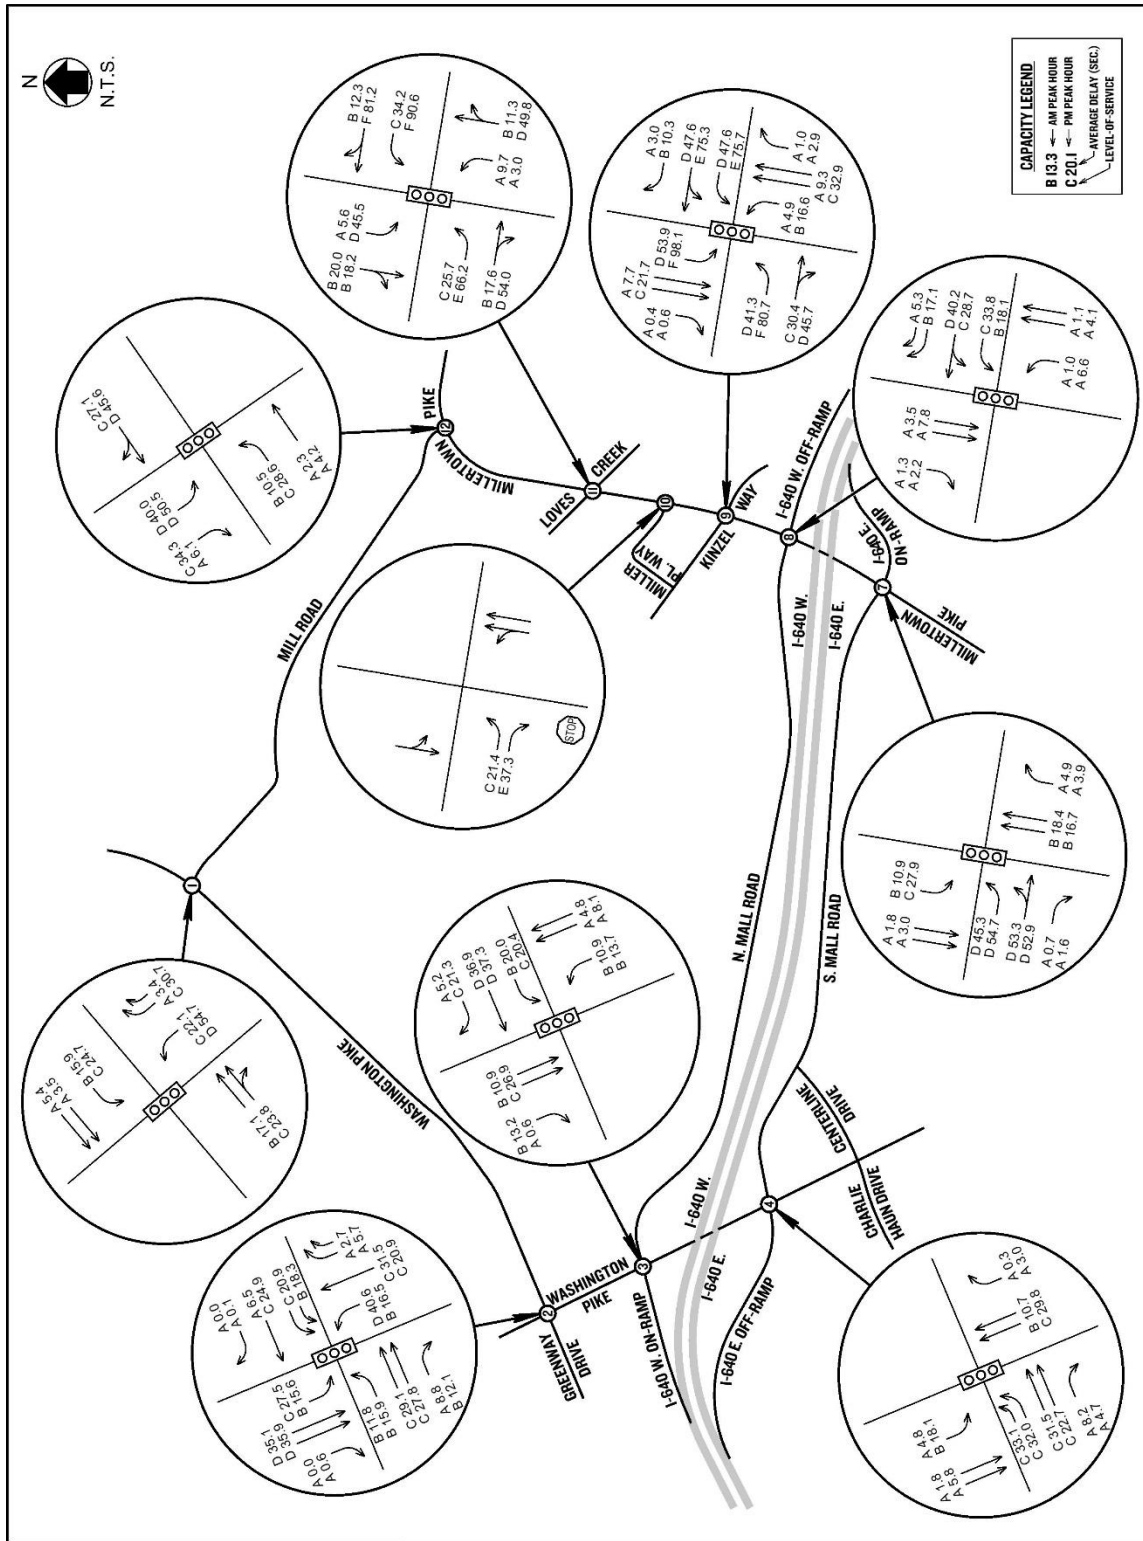 N
N.T.S.
A 5.4
A 3.5
B 15.9
C 24.7
A 3.4
C 30.7
C 22.1
D 54.7
B 17.1
C 23.8
A 0.0
A 0.6
D 35.1
D 35.9
C 27.5
B 15.6
A 0.0
A 0.1
A 6.5
C 24.9
C 20.9
B 18.3
B 11.8
B 15.9
C 29.1
C 27.8
A 8.8
B 12.1
D 40.6
B 16.5
C 31.5
C 20.9
A 2.7
A 5.7
B 13.2
A 0.6
B 10.9
C 26.9
A 5.2
C 21.3
D 36.9
D 37.3
B 20.0
C 20.4
B 10.9
B 13.7
A 4.8
A 8.1
A 1.8
A 5.8
A 4.8
B 18.1
C 33.1
C 32.0
C 31.5
C 22.7
A 8.2
A 4.7
B 10.7
C 29.8
A 0.3
A 3.0
A 1.8
A 3.0
B 10.9
C 27.9
D 45.3
D 54.7
D 53.3
D 52.9
A 0.7
A 1.6
B 18.4
B 16.7
A 4.9
A 3.9
A 1.3
A 2.2
A 3.5
A 7.8
A 5.3
B 17.1
D 40.2
C 28.7
C 33.8
B 18.1
A 1.0
A 6.6
A 1.1
A 4.1
A 0.4
A 0.6
A 7.7
C 21.7
D 53.9
F 98.1
A 3.0
B 10.3
D 47.6
E 75.3
D 47.6
E 75.7
D 41.3
F 80.7
C 30.4
D 45.7
A 4.9
B 16.6
A 9.3
C 32.9
A 1.0
A 2.9
C 21.4
E 37.3
STOP
B 20.0
B 18.2
A 5.6
D 45.5
B 12.3
F 81.2
C 34.2
F 90.6
C 25.7
E 66.2
B 17.6
D 54.0
A 9.7
A 3.0
B 11.3
D 49.8
C 34.3
A 6.1
D 40.0
D 50.5
C 27.1
D 45.6
B 10.5
C 28.6
A 2.3
A 4.2
1
2
3
4
7
8
9
10
11
12
MILL ROAD
WASHINGTON PIKE
GREENWAY
DRIVE
WASHINGTON
PIKE
I-640 W. ON-RAMP
I-640 W.
I-640 E.
I-640 E OFF-RAMP
N. MALL ROAD
S. MALL ROAD
CENTERLINE
DRIVE
CHARLIE
HAUN DRIVE
I-640 W.
I-640 E.
I-640 W. OFF-RAMP
I-640 E.
ON-RAMP
MILLERTOWN
PIKE
KINZEL
WAY
MILLER
PL. WAY
LOVES
CREEK
MILLERTOWN
PIKE
CAPACITY LEGEND
B 13.3 AM PEAK HOUR
C 20.1 PM PEAK HOUR
AVERAGE DELAY (SEC.)
LEVEL-OF-SERVICE